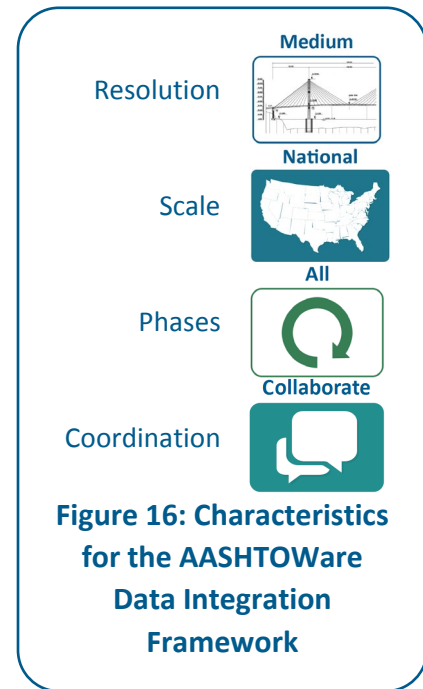 Medium
Resolution
National
Scale
All
Phases
Collaborate
Coordination
Figure 16: Characteristics
for the AASHTOWare
Data Integration
Framework